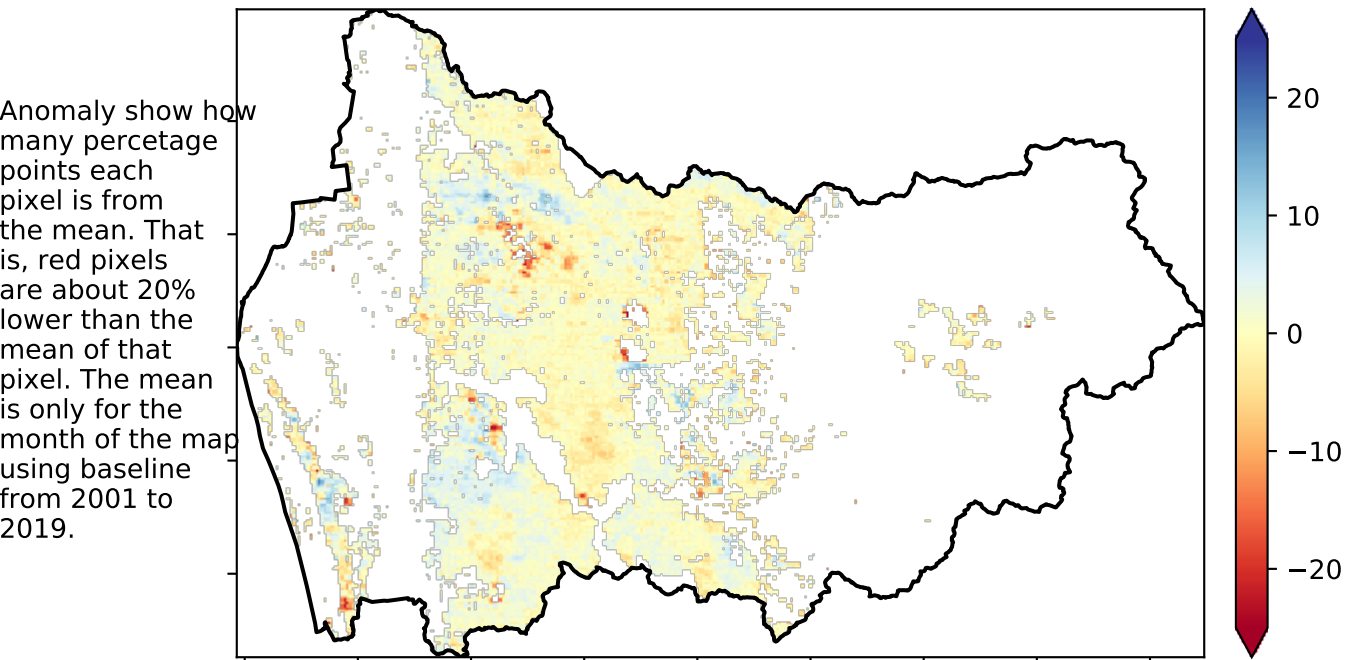 Anomaly show how
many percetage
points each
pixel is from
the mean. That
is, red pixels
are about 20%
lower than the
mean of that
pixel. The mean
is only for the
month of the map
using baseline
from 2001 to
2019.
20
10
0
−10
−20